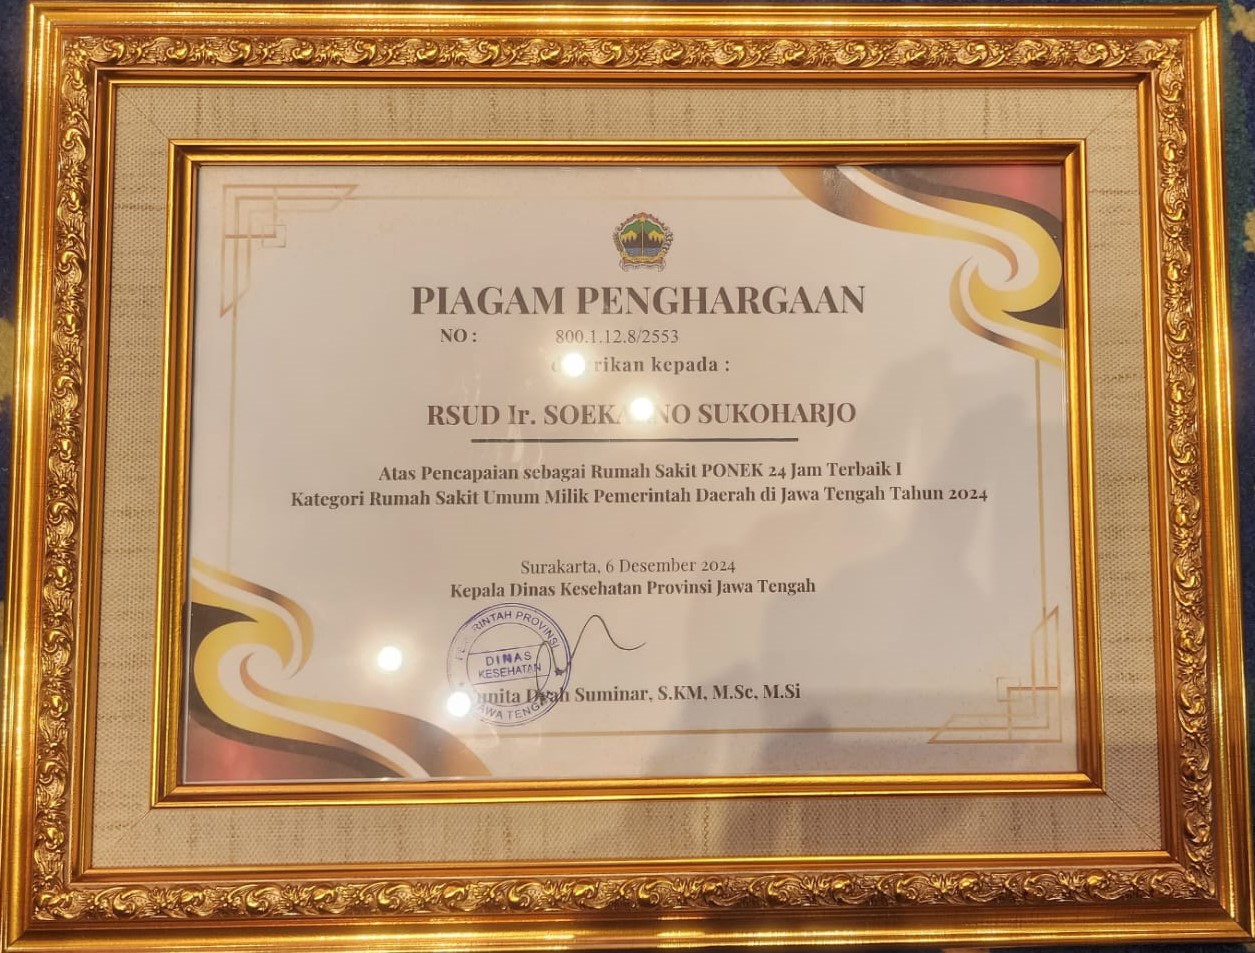 PIAGAM PENGHARGAAN
NO : 800.1.12.8/2553
kepada :
RSUD Ir. SUKOHARJO
Atas Pencapaian sebagai Rumah Sakit PONEK 24 Jam Terbaik I
Kategori Rumah Sakit Umum Milik Pemerintah Daerah di Jawa Tengah Tahun 2024
Surakarta, 6 Desember 2024
Kepala Dinas Kesehatan Provinsi Jawa Tengah
PROVINSI
DINAS
KESEHATAN
TENGAH
Suminar, S.KM, M.Sc, M.Si